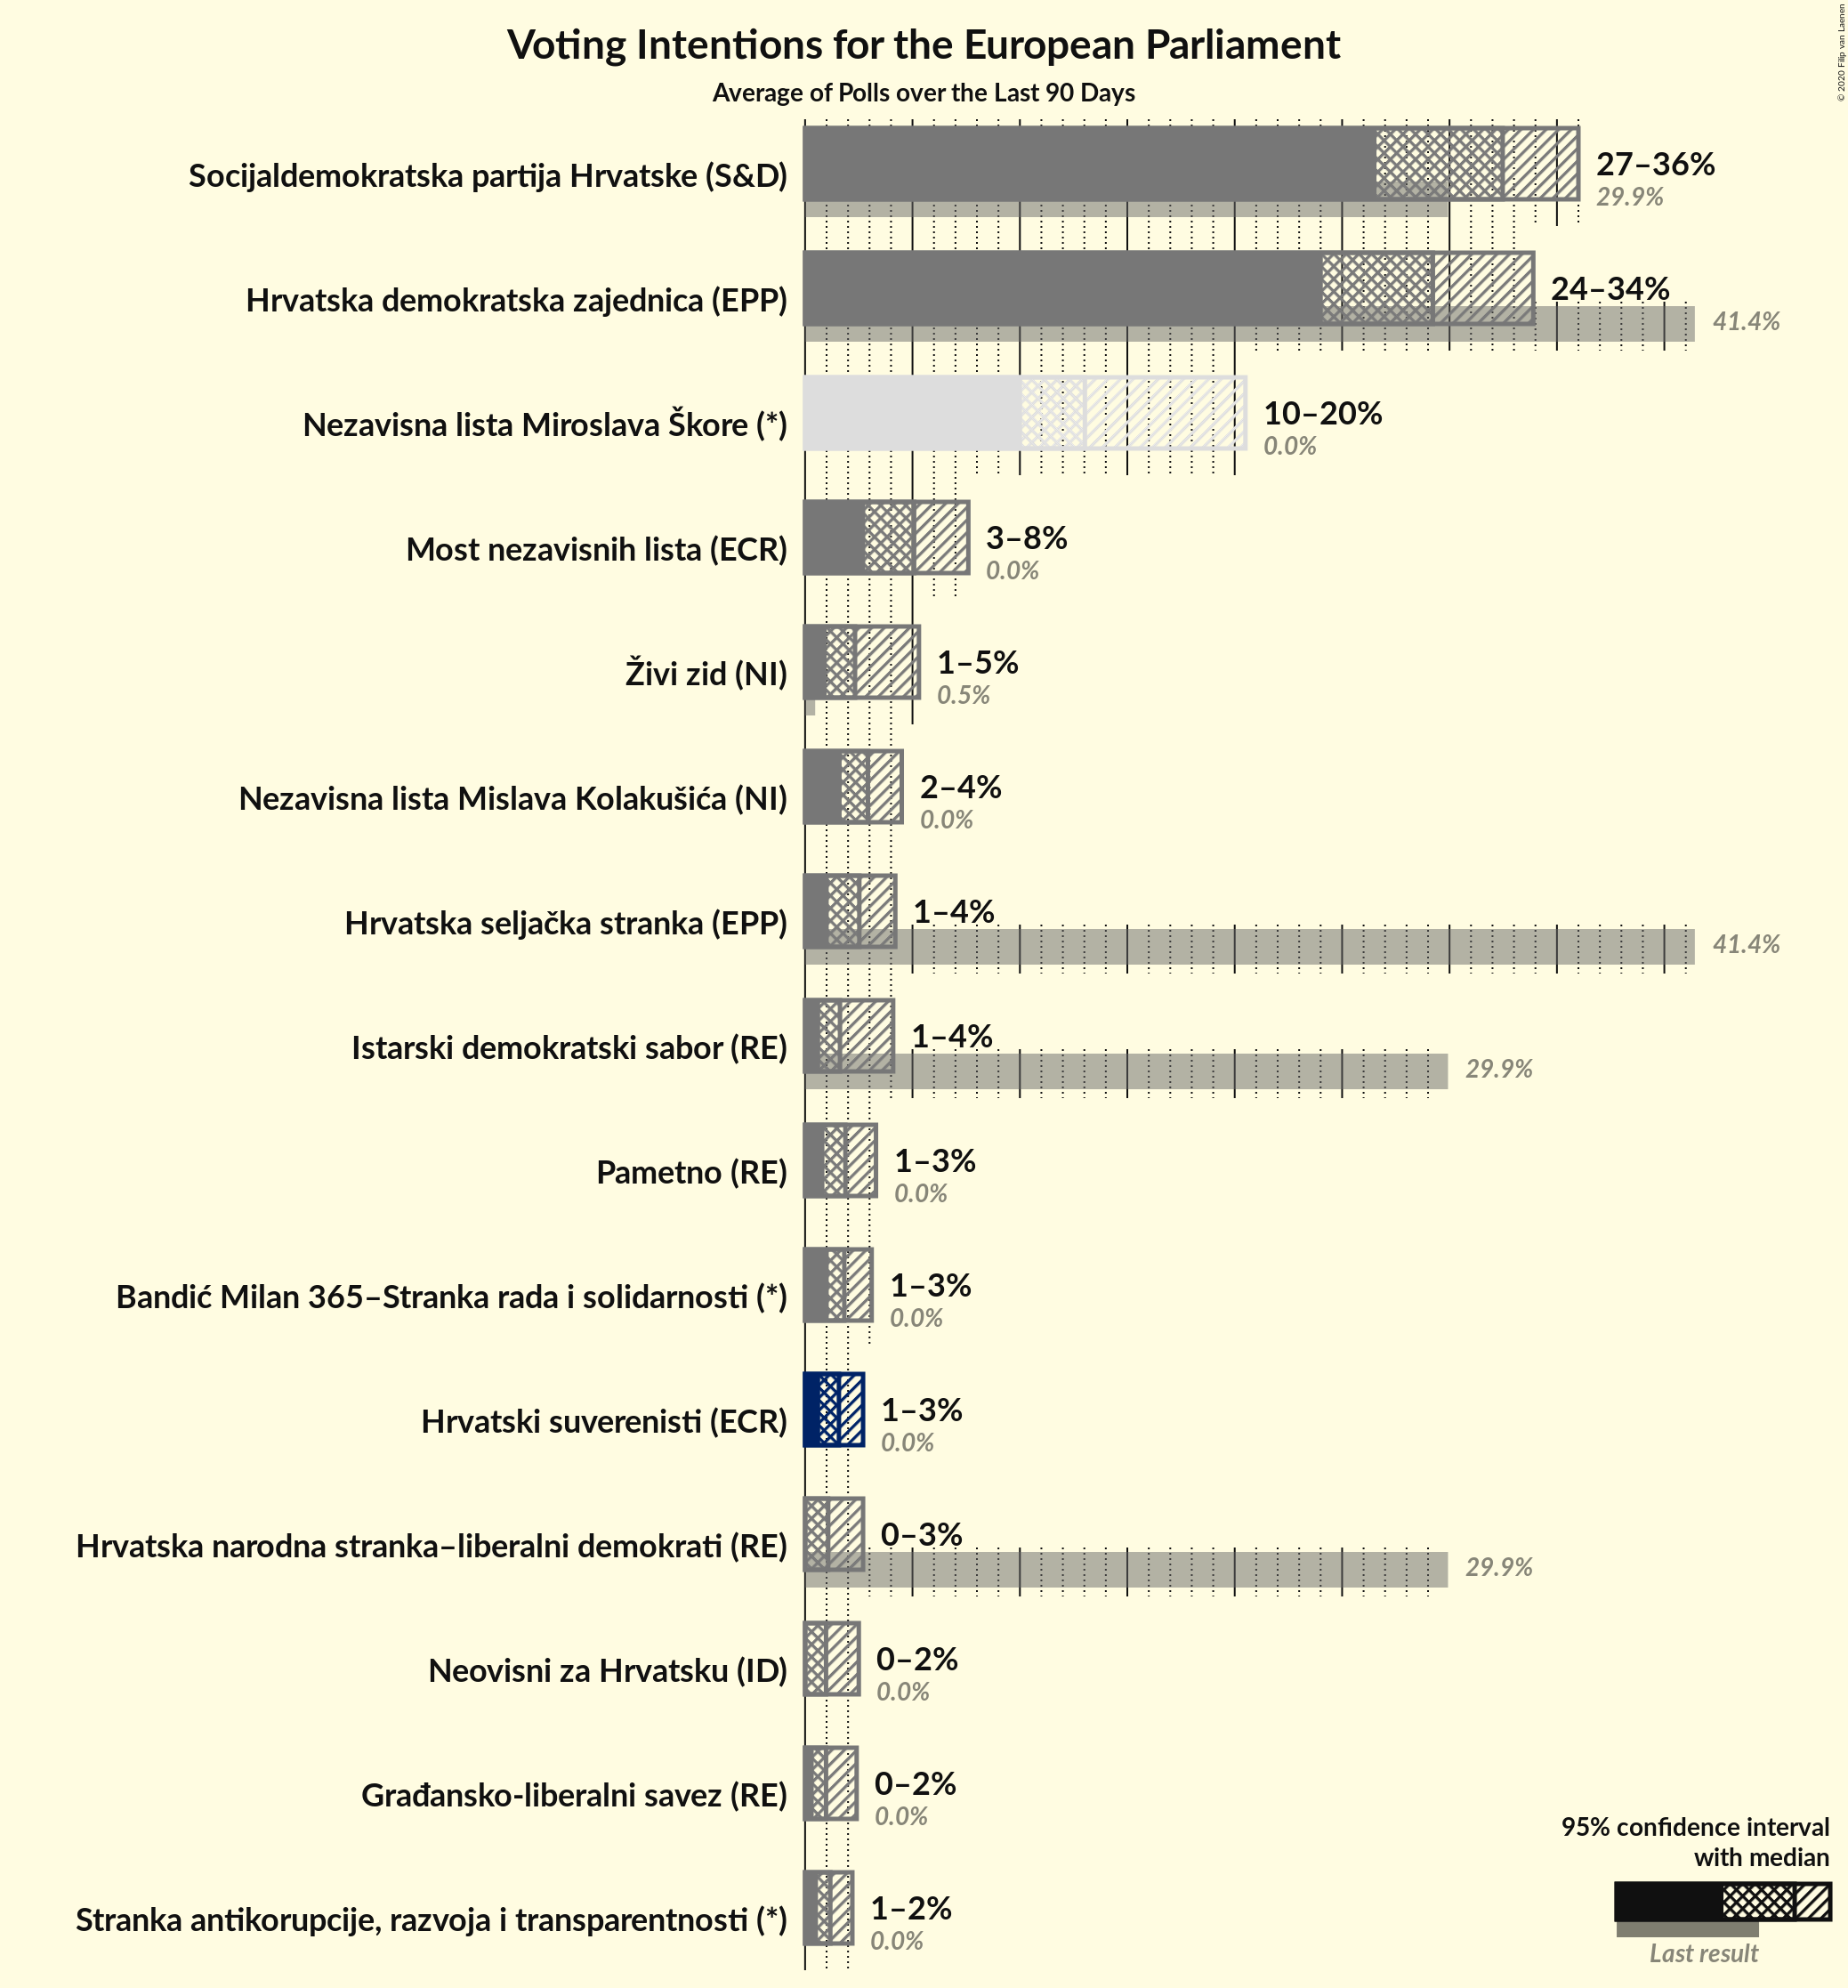 Voting Intentions for the European Parliament
Average of Polls over the Last 90 Days
© 2020 Filip van Laenen
Socijaldemokratska partija Hrvatske (S&D)
27–36%
29.9%
Hrvatska demokratska zajednica (EPP)
24–34%
41.4%
Nezavisna lista Miroslava Škore (*)
10–20%
0.0%
Most nezavisnih lista (ECR)
3–8%
0.0%
Živi zid (NI)
1–5%
0.5%
Nezavisna lista Mislava Kolakušića (NI)
2–4%
0.0%
Hrvatska seljačka stranka (EPP)
1–4%
41.4%
Istarski demokratski sabor (RE)
1–4%
29.9%
Pametno (RE)
1–3%
0.0%
Bandić Milan 365–Stranka rada i solidarnosti (*)
1–3%
0.0%
Hrvatski suverenisti (ECR)
1–3%
0.0%
Hrvatska narodna stranka–liberalni demokrati (RE)
0–3%
29.9%
Neovisni za Hrvatsku (ID)
0–2%
0.0%
Građansko-liberalni savez (RE)
0–2%
0.0%
Stranka antikorupcije, razvoja i transparentnosti (*)
1–2%
0.0%
95% confidence interval
with median
Last result